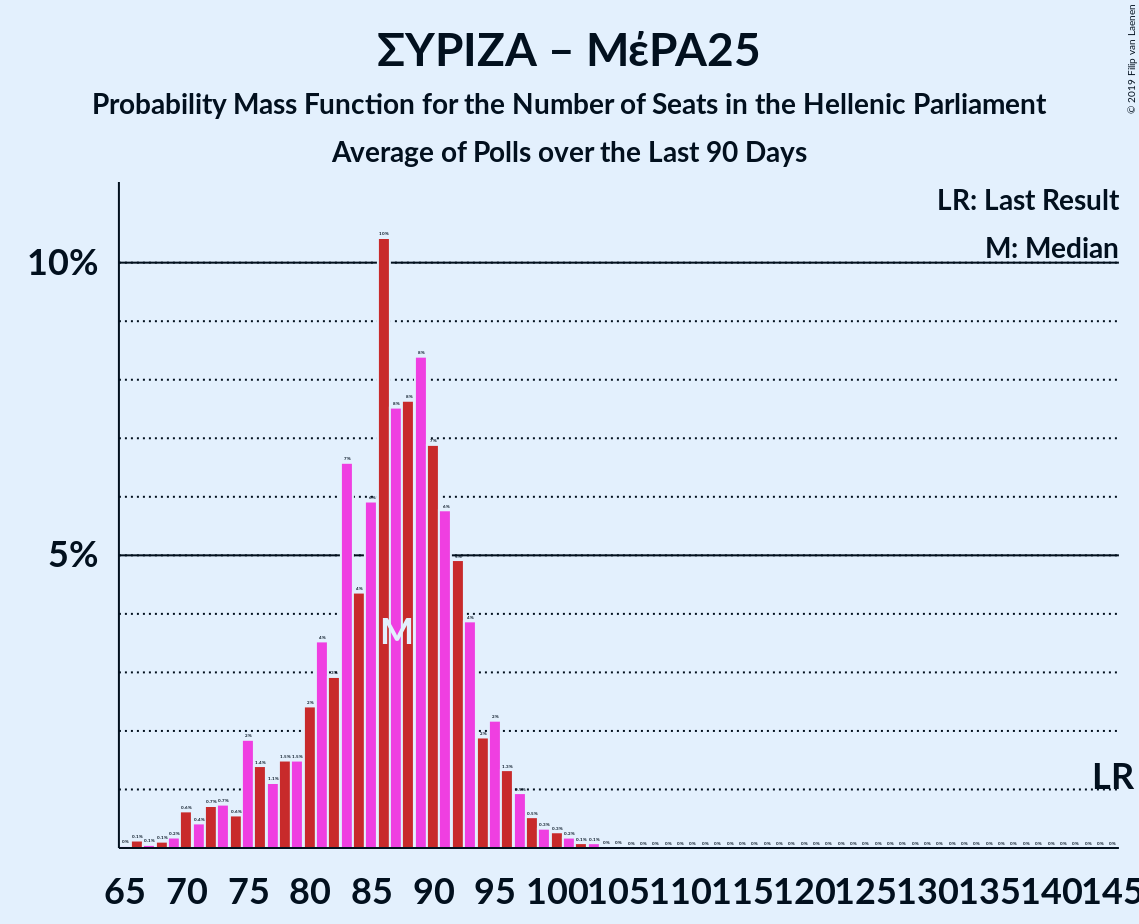 ΣΥΡΙΖΑ – ΜέΡΑ25
Probability Mass Function for the Number of Seats in the Hellenic Parliament
Average of Polls over the Last 90 Days
© 2019 Filip van Laenen
LR: Last Result
M: Median
10%
5%
M
LR
65 70 75 80 85 90 95 100 105 110 115 120 125 130 135 140 145